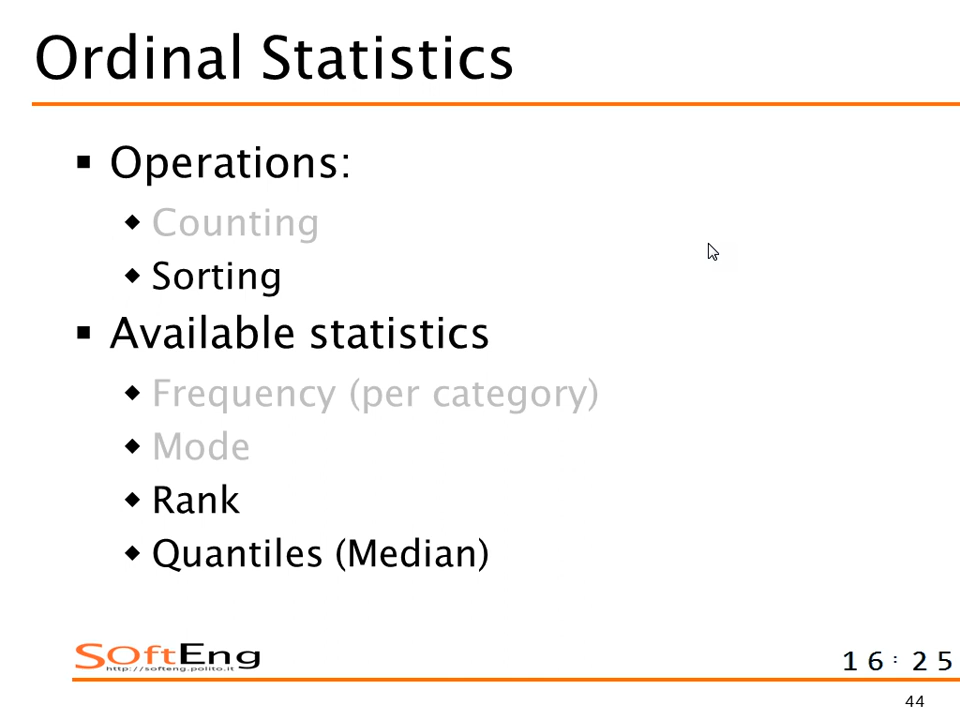 Ordinal Statistics
Operations:
Counting
Sorting
Available statistics
Frequency (per category)
Mode
Rank
Quantiles (Median)
SOftEng
http://softeng.polito.it
16:25
44